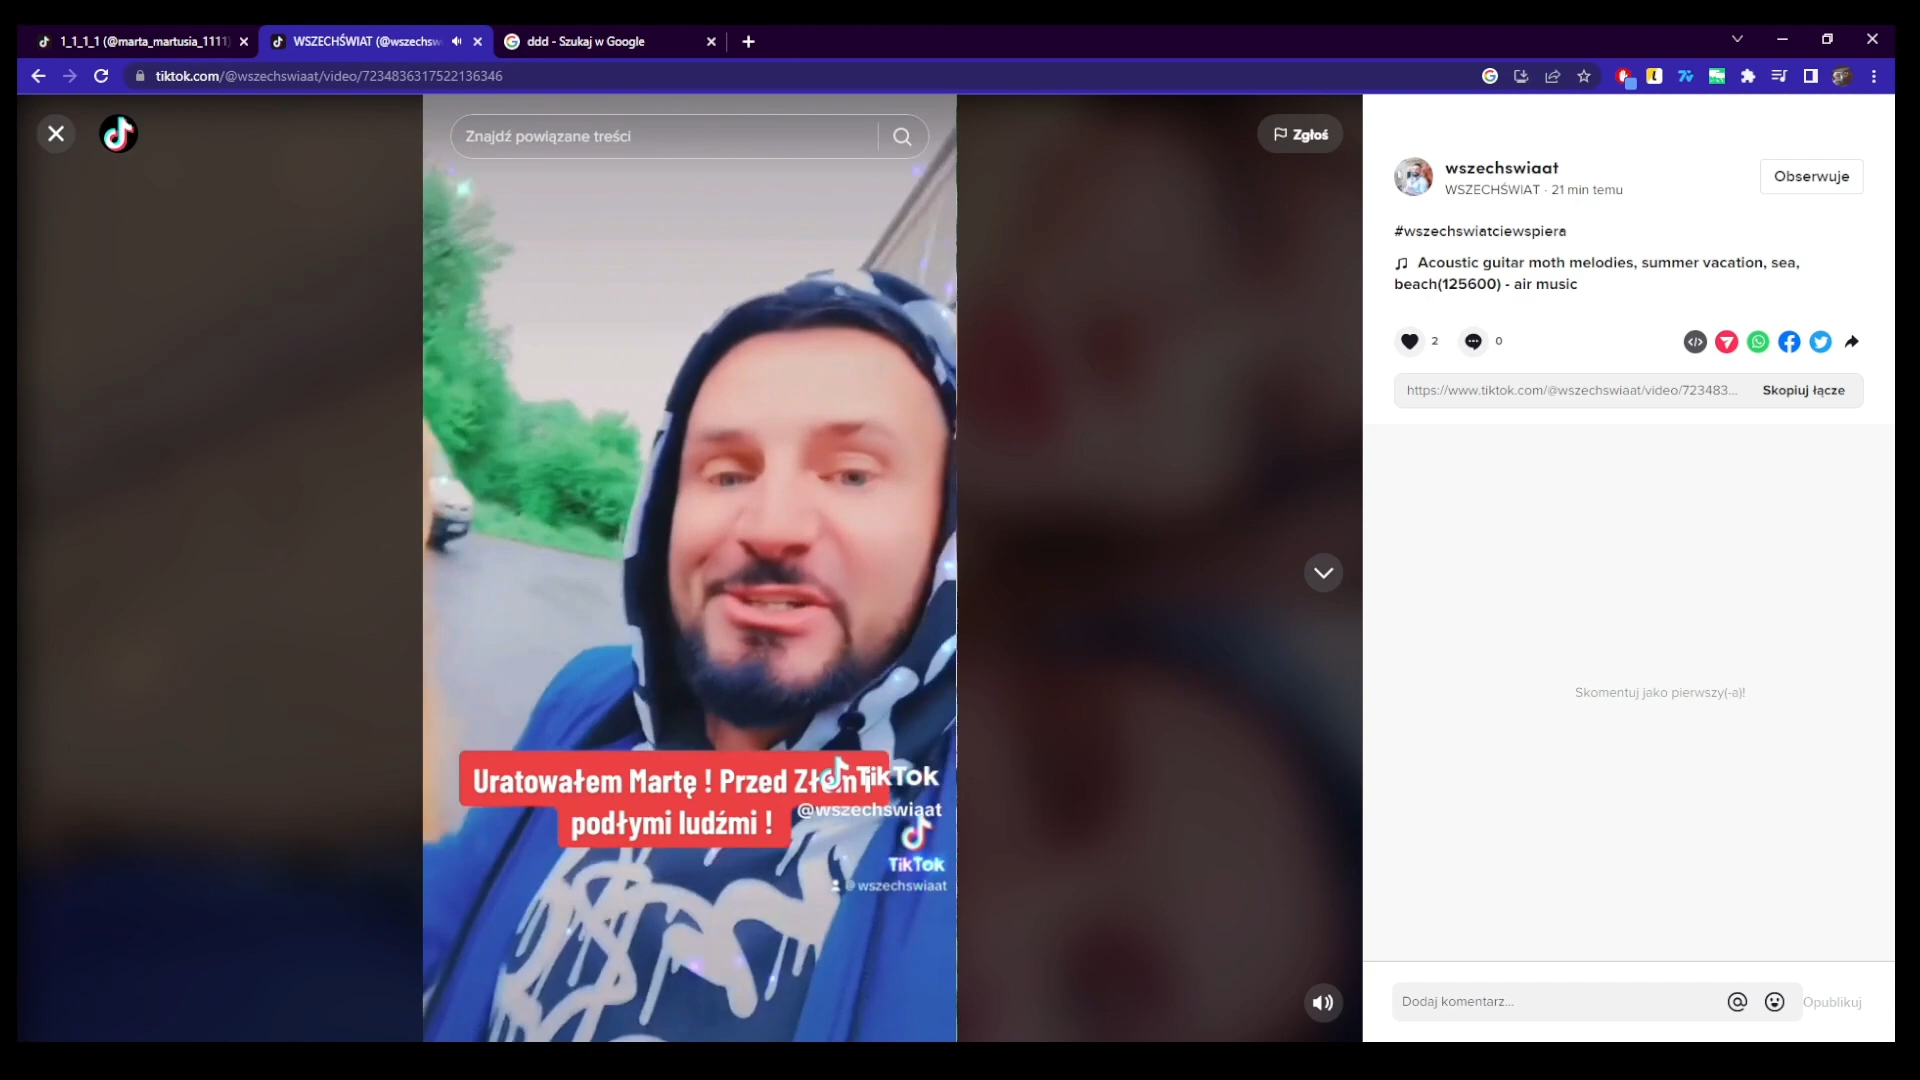 1_1_1_1 (@marta_martusia_1111)
WSZECHŚWIAT (@wszechsw
ddd - Szukaj w Google
tiktok.com/@wszechswiaat/video/7234836317522136346
Znajdź powiązane treści
Zgłoś
Uratowałem Martę ! Przed
podłymi ludźmi !
TikTok
@wszechswiaat
TikTok
@wszechswiaat
wszechswiaat
WSZECHŚWIAT · 21 min temu
Obserwuje
#wszechswiatciewspiera
Acoustic guitar moth melodies, summer vacation, sea,
beach(125600) - air music
2
0
https://www.tiktok.com/@wszechswiaat/video/723483...
Skopiuj łącze
Skomentuj jako pierwszy(-a)!
Dodaj komentarz...
Opublikuj